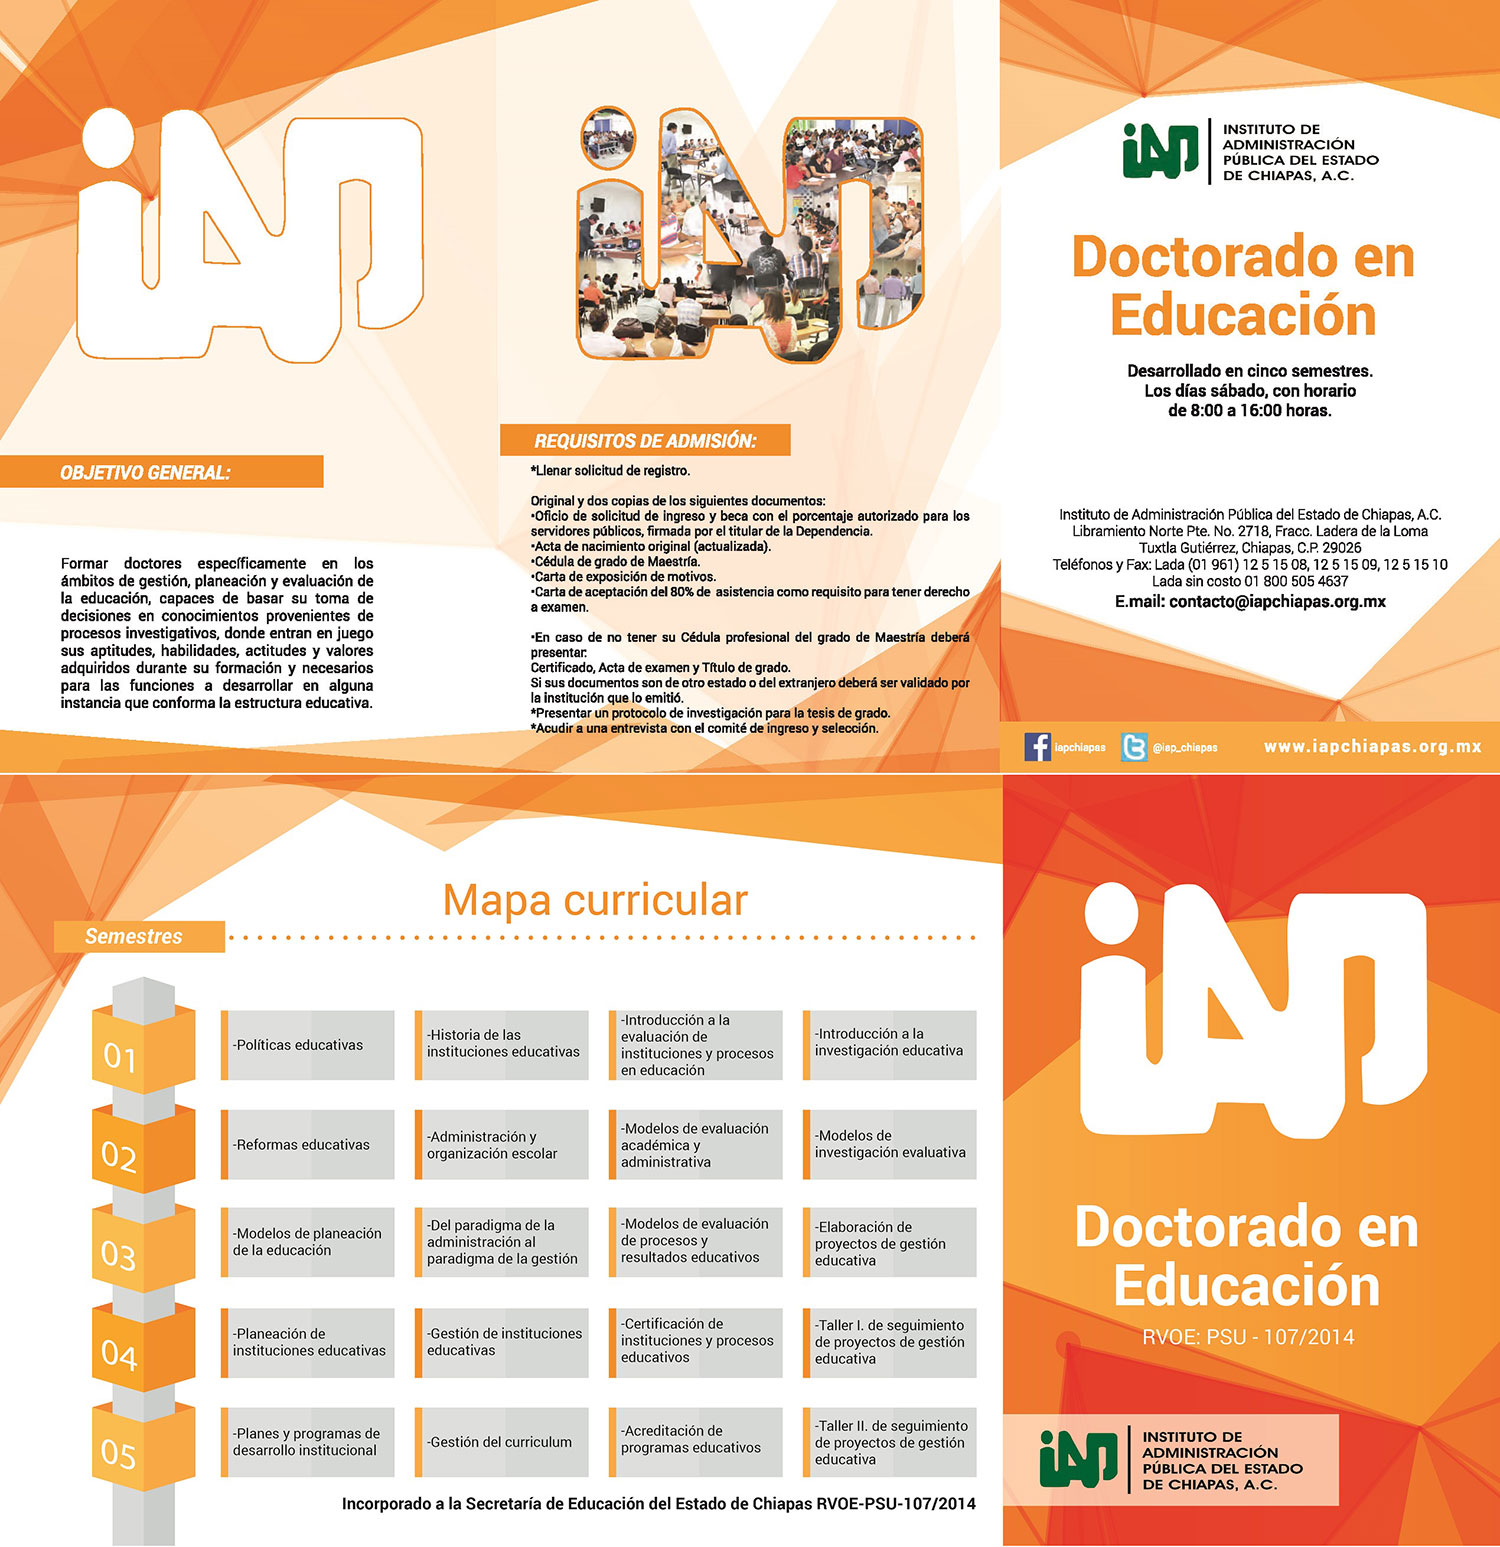 iAP
OBJETIVO GENERAL:
Formar doctores específicamente en los
ámbitos de gestión, planeación y evaluación de
la educación, capaces de basar su toma de
decisiones en conocimientos provenientes de
procesos investigativos, donde entran en juego
sus aptitudes, habilidades, actitudes y valores
adquiridos durante su formación y necesarios
para las funciones a desarrollar en alguna
instancia que conforma la estructura educativa.
iAP
REQUISITOS DE ADMISIÓN:
*Llenar solicitud de registro.
Original y dos copias de los siguientes documentos:
•Oficio de solicitud de ingreso y beca con el porcentaje autorizado para los
servidores públicos, firmada por el titular de la Dependencia.
•Acta de nacimiento original (actualizada).
•Cédula de grado de Maestría.
•Carta de exposición de motivos.
•Carta de aceptación del 80% de asistencia como requisito para tener derecho
a examen.
•En caso de no tener su Cédula profesional del grado de Maestría deberá
presentar:
Certificado, Acta de examen y Título de grado.
Si sus documentos son de otro estado o del extranjero deberá ser validado por
la institución que lo emitió.
*Presentar un protocolo de investigación para la tesis de grado.
*Acudir a una entrevista con el comité de ingreso y selección.
iAP
INSTITUTO DE
ADMINISTRACIÓN
PÚBLICA DEL ESTADO
DE CHIAPAS, A.C.
Doctorado en
Educación
Desarrollado en cinco semestres.
Los días sábado, con horario
de 8:00 a 16:00 horas.
Instituto de Administración Pública del Estado de Chiapas, A.C.
Libramiento Norte Pte. No. 2718, Fracc. Ladera de la Loma
Tuxtla Gutiérrez, Chiapas, C.P. 29026
Teléfonos y Fax: Lada (01 961) 12 5 15 08, 12 5 15 09, 12 5 15 10
Lada sin costo 01 800 505 4637
E.mail: contacto@iapchiapas.org.mx
iapchiapas
@iap_chiapas
www.iapchiapas.org.mx
Mapa curricular
Semestres
01
-Políticas educativas
-Historia de las
instituciones educativas
-Introducción a la
evaluación de
instituciones y procesos
en educación
-Introducción a la
investigación educativa
02
-Reformas educativas
-Administración y
organización escolar
-Modelos de evaluación
académica y
administrativa
-Modelos de
investigación evaluativa
03
-Modelos de planeación
de la educación
-Del paradigma de la
administración al
paradigma de la gestión
-Modelos de evaluación
de procesos y
resultados educativos
-Elaboración de
proyectos de gestión
educativa
04
-Planeación de
instituciones educativas
-Gestión de instituciones
educativas
-Certificación de
instituciones y procesos
educativos
-Taller I. de seguimiento
de proyectos de gestión
educativa
05
-Planes y programas de
desarrollo institucional
-Gestión del curriculum
-Acreditación de
programas educativos
-Taller II. de seguimiento
de proyectos de gestión
educativa
Incorporado a la Secretaría de Educación del Estado de Chiapas RVOE-PSU-107/2014
iAP
Doctorado en
Educación
RVOE: PSU - 107/2014
iAP
INSTITUTO DE
ADMINISTRACIÓN
PÚBLICA DEL ESTADO
DE CHIAPAS, A.C.